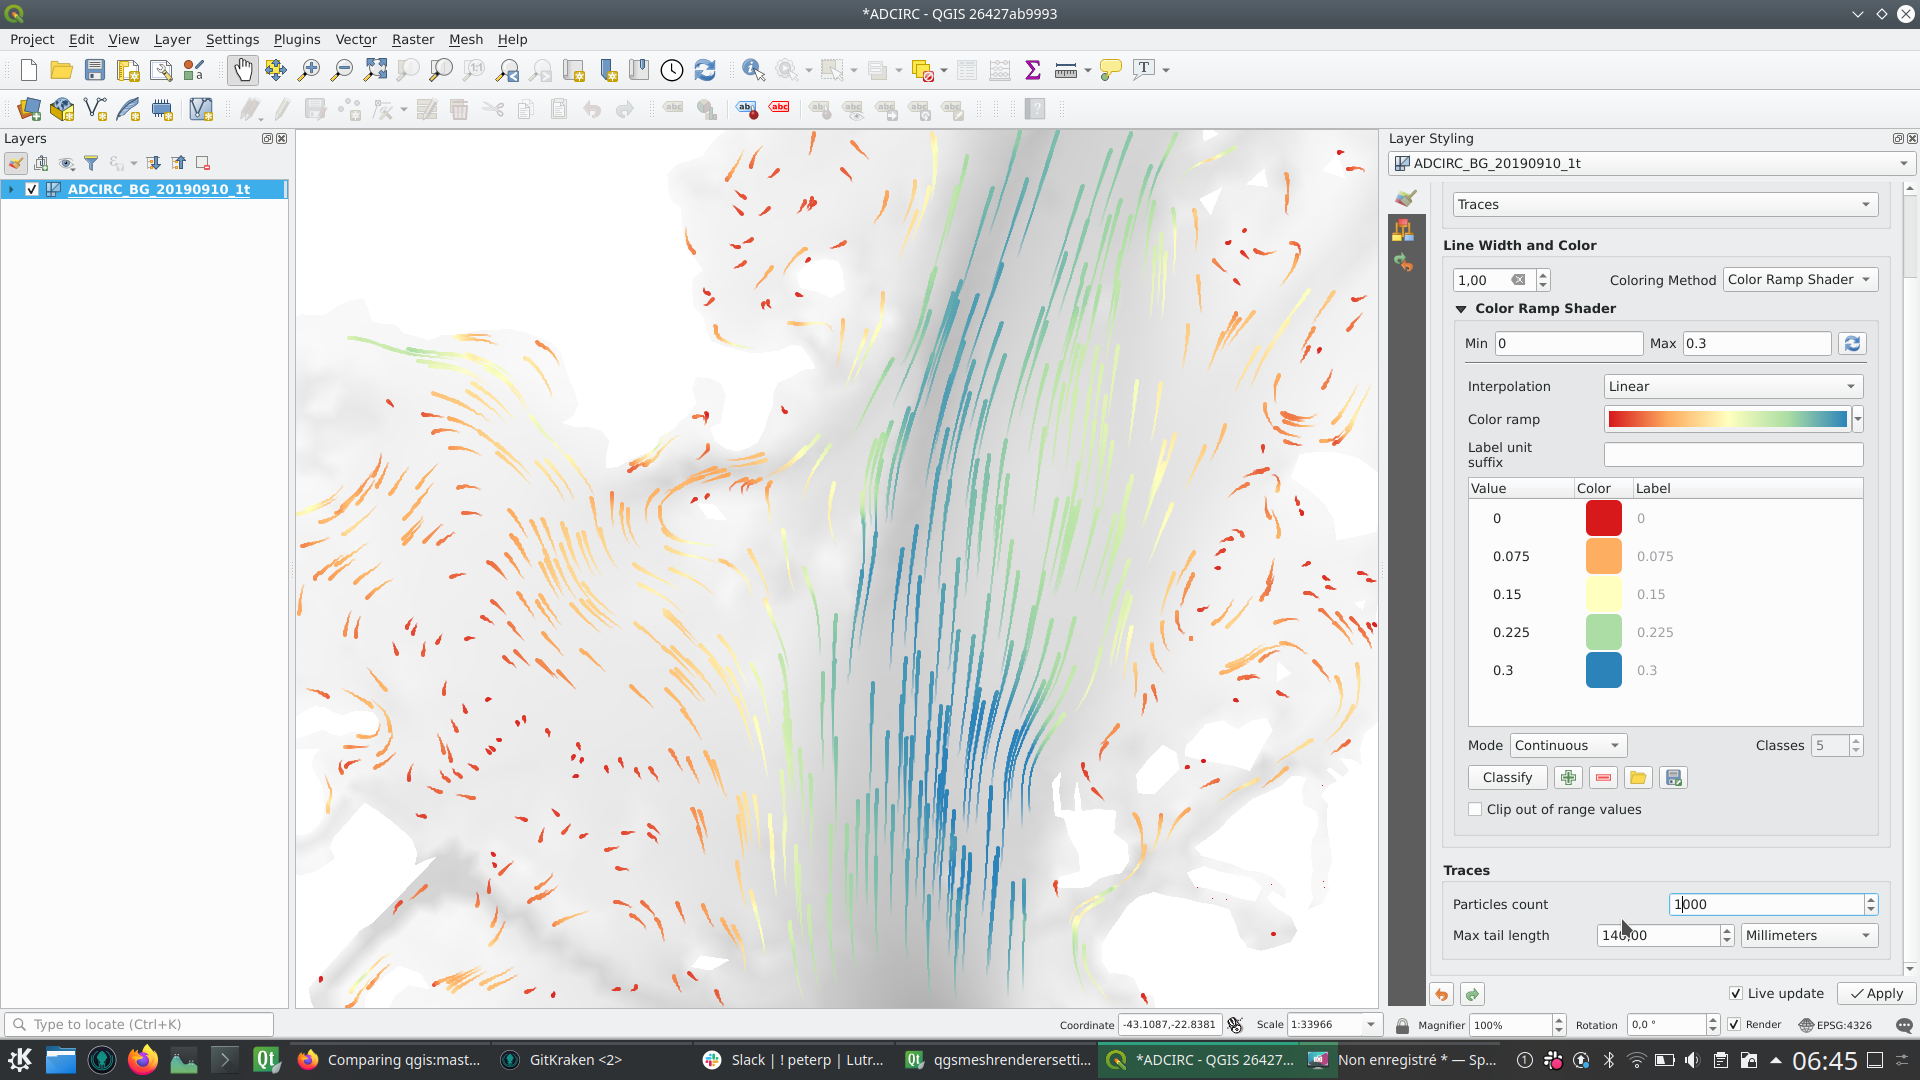 *ADCIRC - QGIS 26427ab9993
Project Edit View Layer Settings Plugins Vector Raster Mesh Help
Layers
ADCIRC_BG_20190910_1t
Layer Styling
ADCIRC_BG_20190910_1t
Traces
Line Width and Color
1,00 Coloring Method Color Ramp Shader
Color Ramp Shader
Min 0 Max 0.3
Interpolation Linear
Color ramp
Label unit
suffix
Value Color Label
0 0
0.075 0.075
0.15 0.15
0.225 0.225
0.3 0.3
Mode Continuous Classes 5
Classify
Clip out of range values
Traces
Particles count 1000
Max tail length 140,00 Millimeters
Live update Apply
Type to locate (Ctrl+K) Coordinate -43.1087,-22.8381 Scale 1:33966 Magnifier 100% Rotation 0,0 ° Render EPSG:4326
Comparing qgis:mast... GitKraken <2> Slack | ! peterp | Lutr... qgsmeshrenderersetti... *ADCIRC - QGIS 26427... Non enregistré * — Sp... 06:45